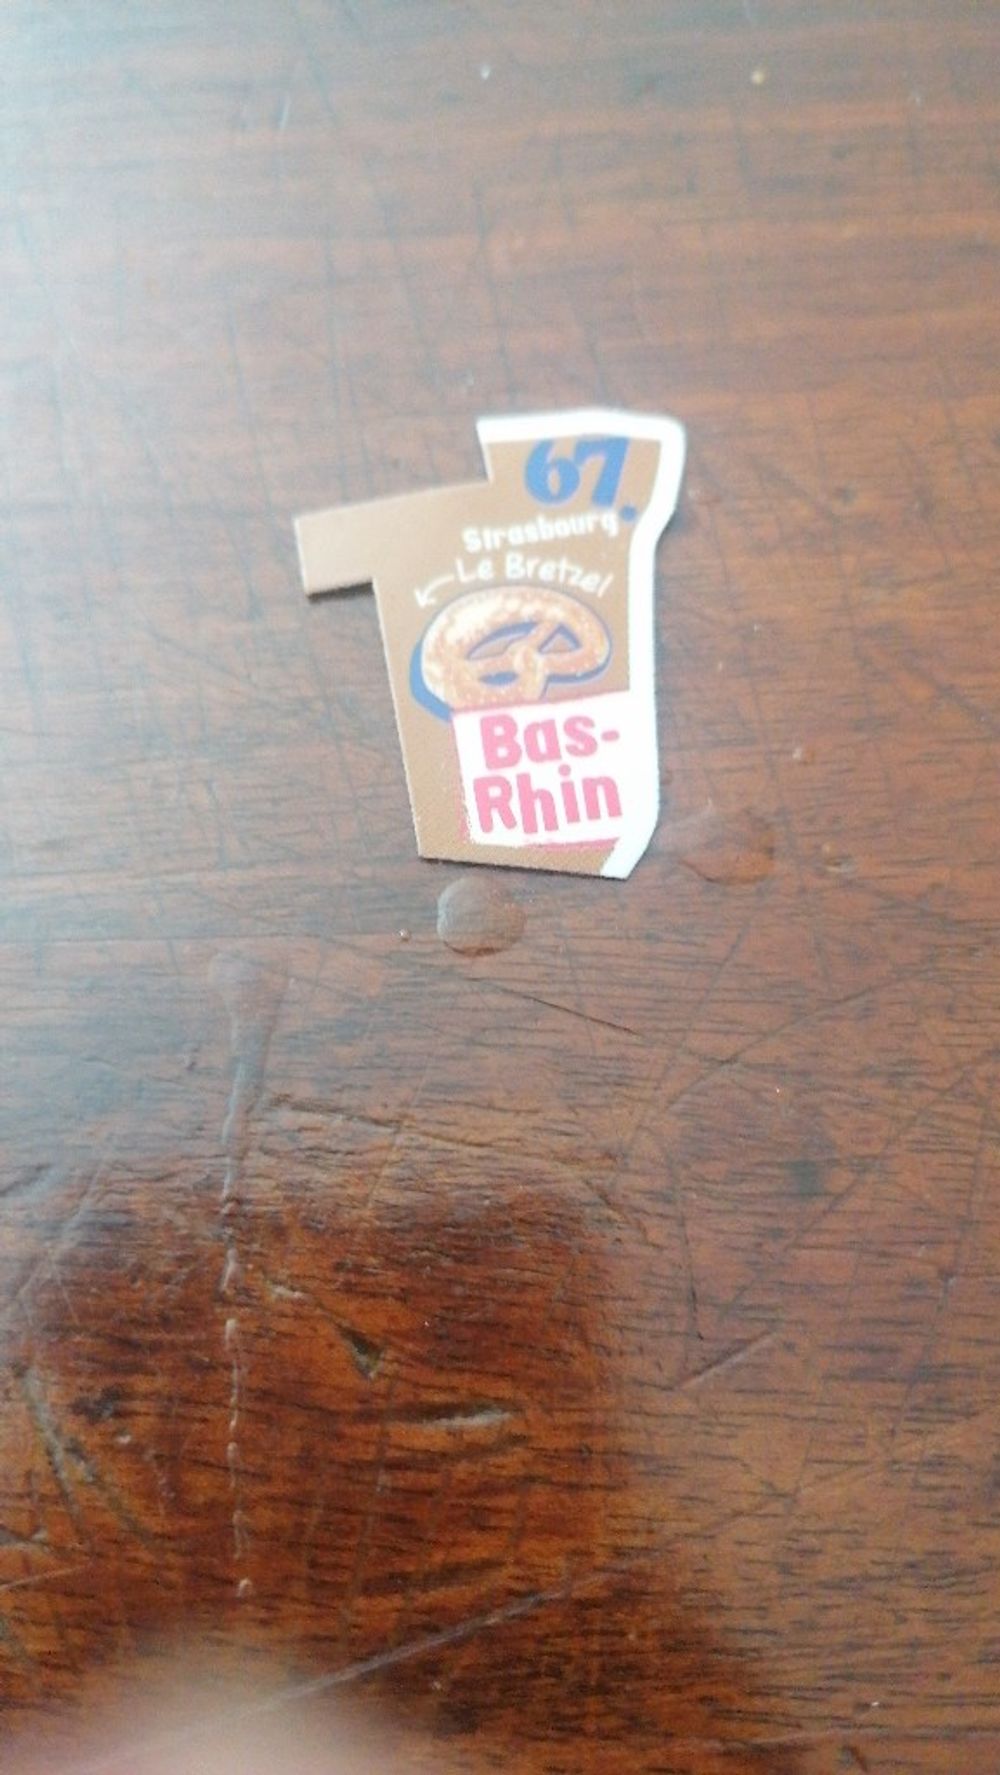 67
Strasbourg
Le Bretzel
Bas-
Rhin